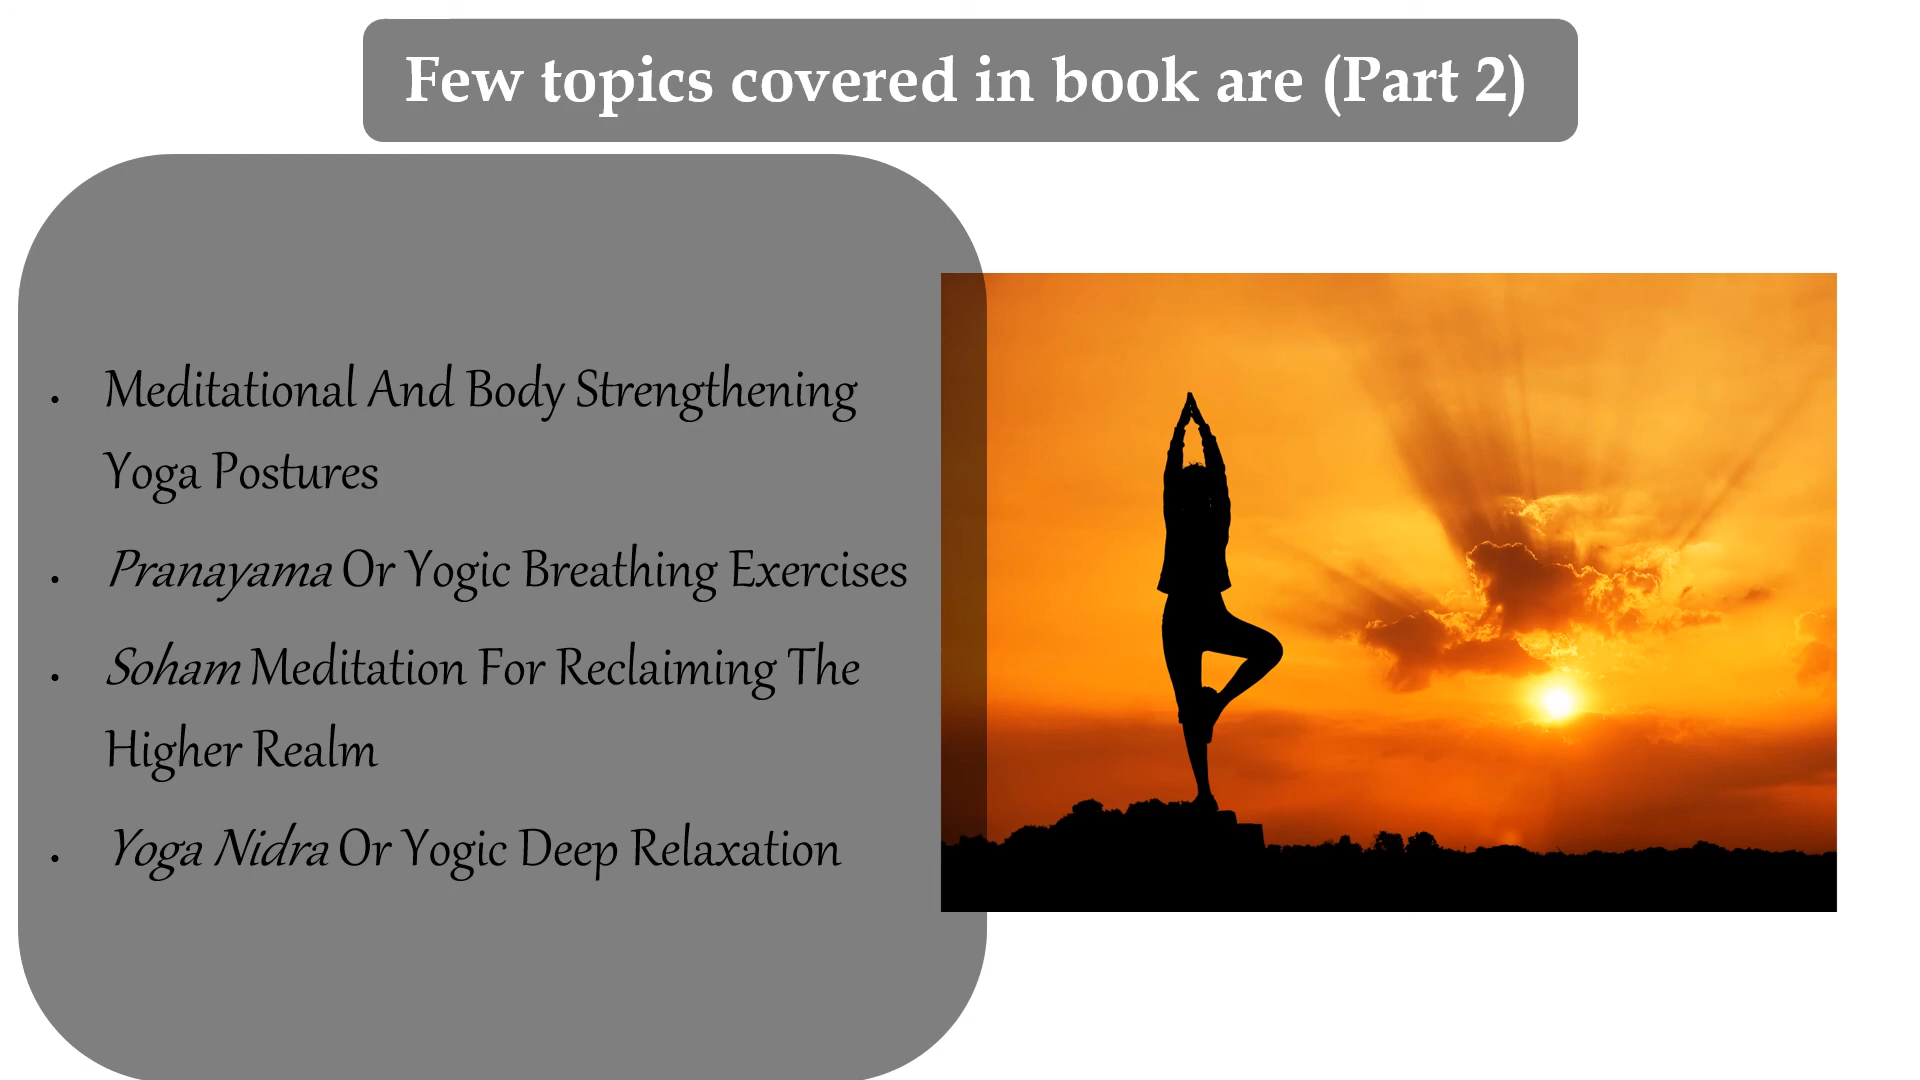 Few topics covered in book are (Part 2)
• Meditational And Body Strengthening
Yoga Postures
• Pranayama Or Yogic Breathing Exercises
• Soham Meditation For Reclaiming The
Higher Realm
• Yoga Nidra Or Yogic Deep Relaxation